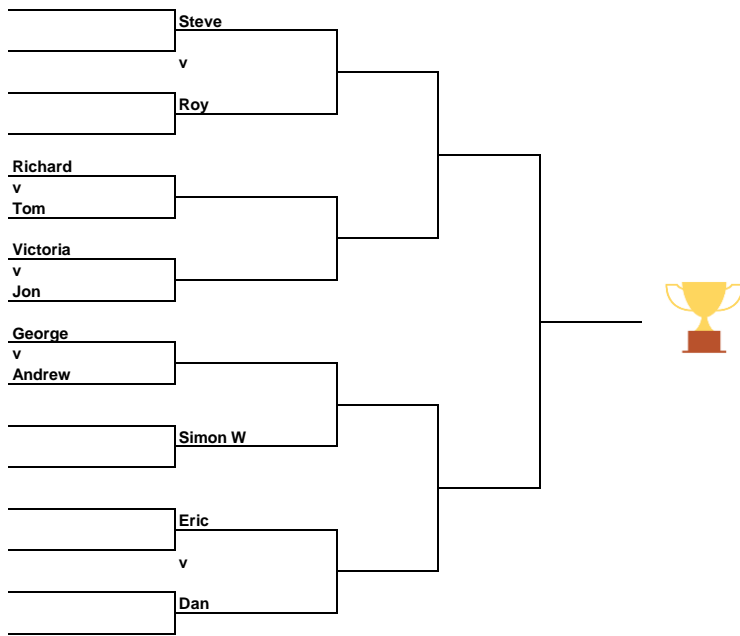 Steve
v
Roy
Richard
v
Tom
Victoria
v
Jon
George
v
Andrew
Simon W
Eric
v
Dan